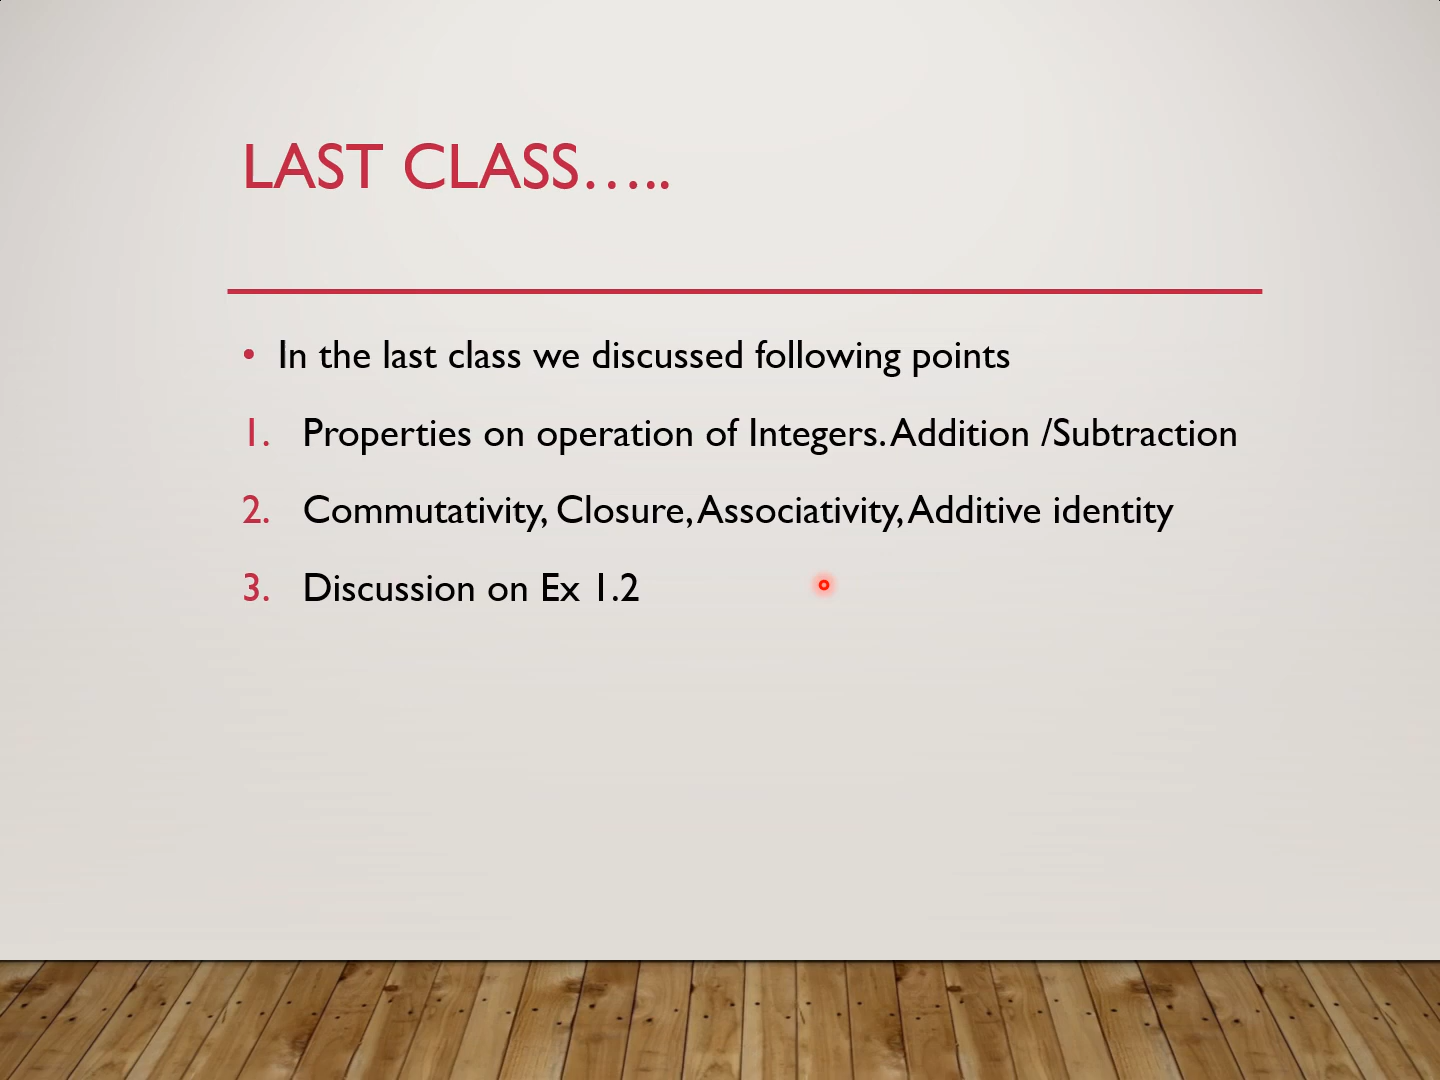 LAST CLASS…..
• In the last class we discussed following points
1. Properties on operation of Integers. Addition /Subtraction
2. Commutativity, Closure, Associativity, Additive identity
3. Discussion on Ex 1.2